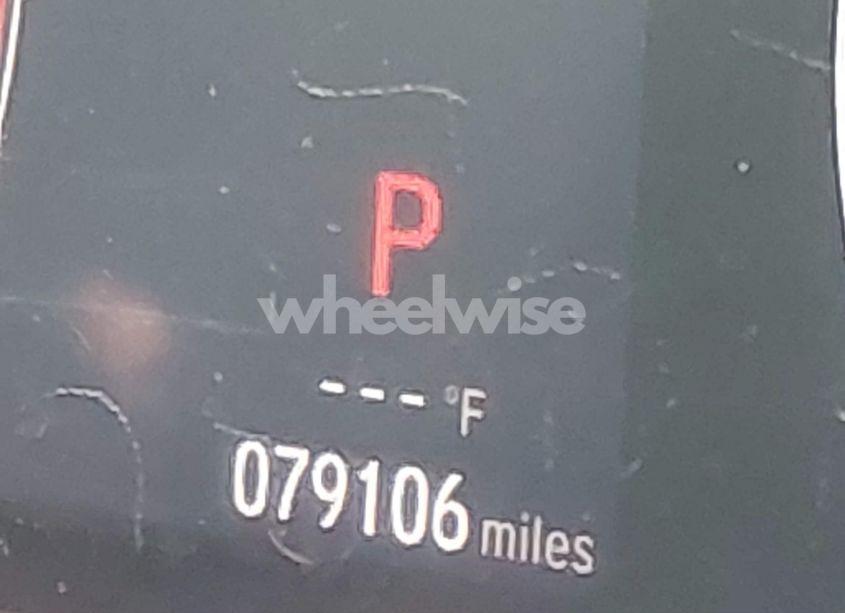 P
wheelwise
--- °F
079106 miles